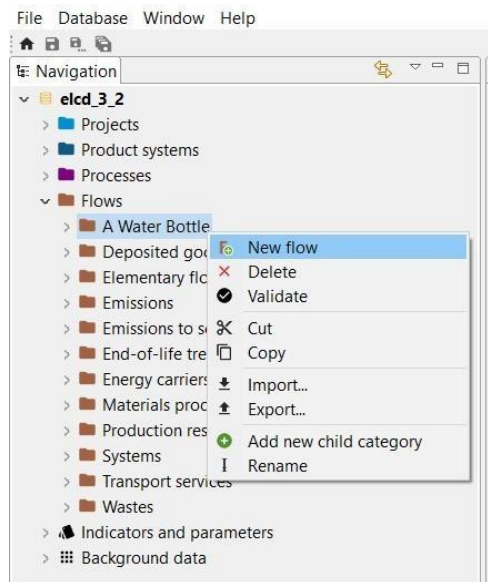 File Database Window Help
Navigation
elcd_3_2
Projects
Product systems
Processes
Flows
A Water Bottle
New flow
Deposited goo
Delete
Elementary flo
Validate
Emissions
Emissions to s
Cut
End-of-life tre
Copy
Energy carriers
Import...
Materials prod
Export...
Production res
Add new child category
Systems
Rename
Transport services
Wastes
Indicators and parameters
Background data